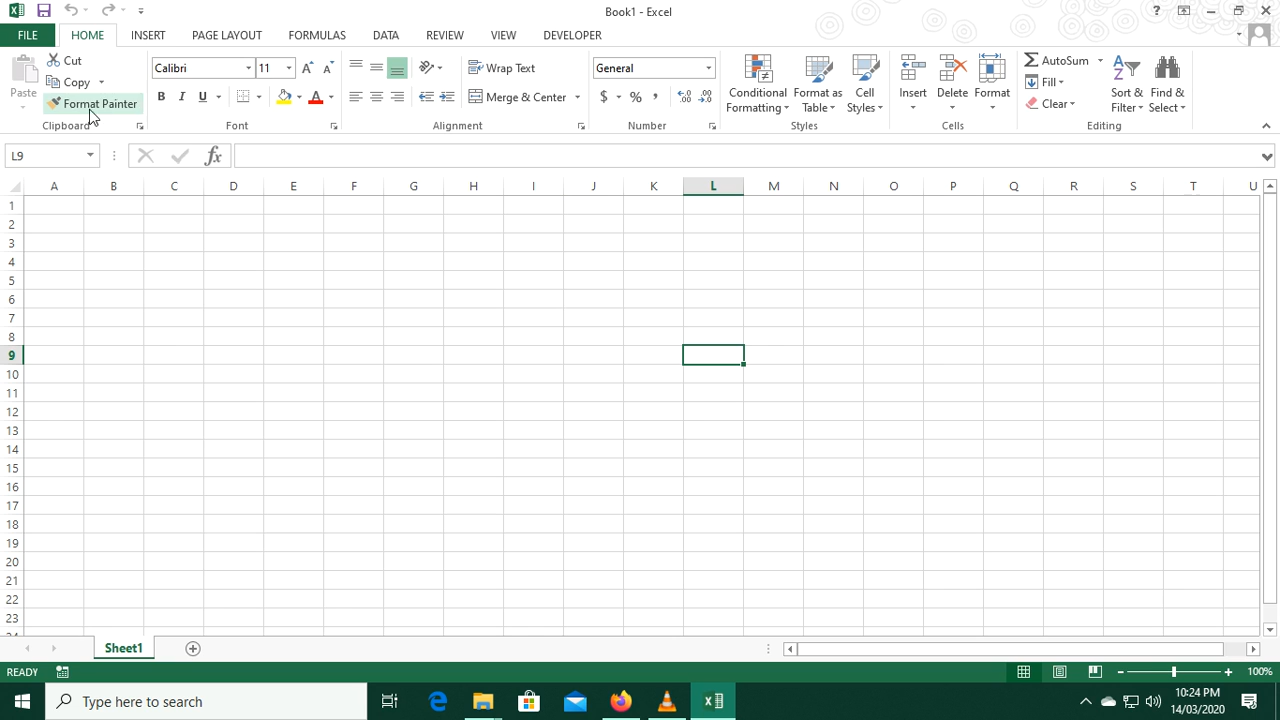 Book1 - Excel
?
FILE HOME INSERT PAGE LAYOUT FORMULAS DATA REVIEW VIEW DEVELOPER
Paste
Cut
Copy
Format Painter
Clipboard
Calibri 11
B I U A
Font
Wrap Text
Merge & Center
Alignment
General
$ % ,
Number
Conditional Formatting
Format as Table
Cell Styles
Styles
Insert Delete Format
Cells
AutoSum
Fill
Clear
Sort & Filter
Find & Select
Editing
L9 fx
A B C D E F G H I J K L M N O P Q R S T U
1
2
3
4
5
6
7
8
9
10
11
12
13
14
15
16
17
18
19
20
21
22
23
24
Sheet1
READY 100%
Type here to search
10:24 PM
14/03/2020